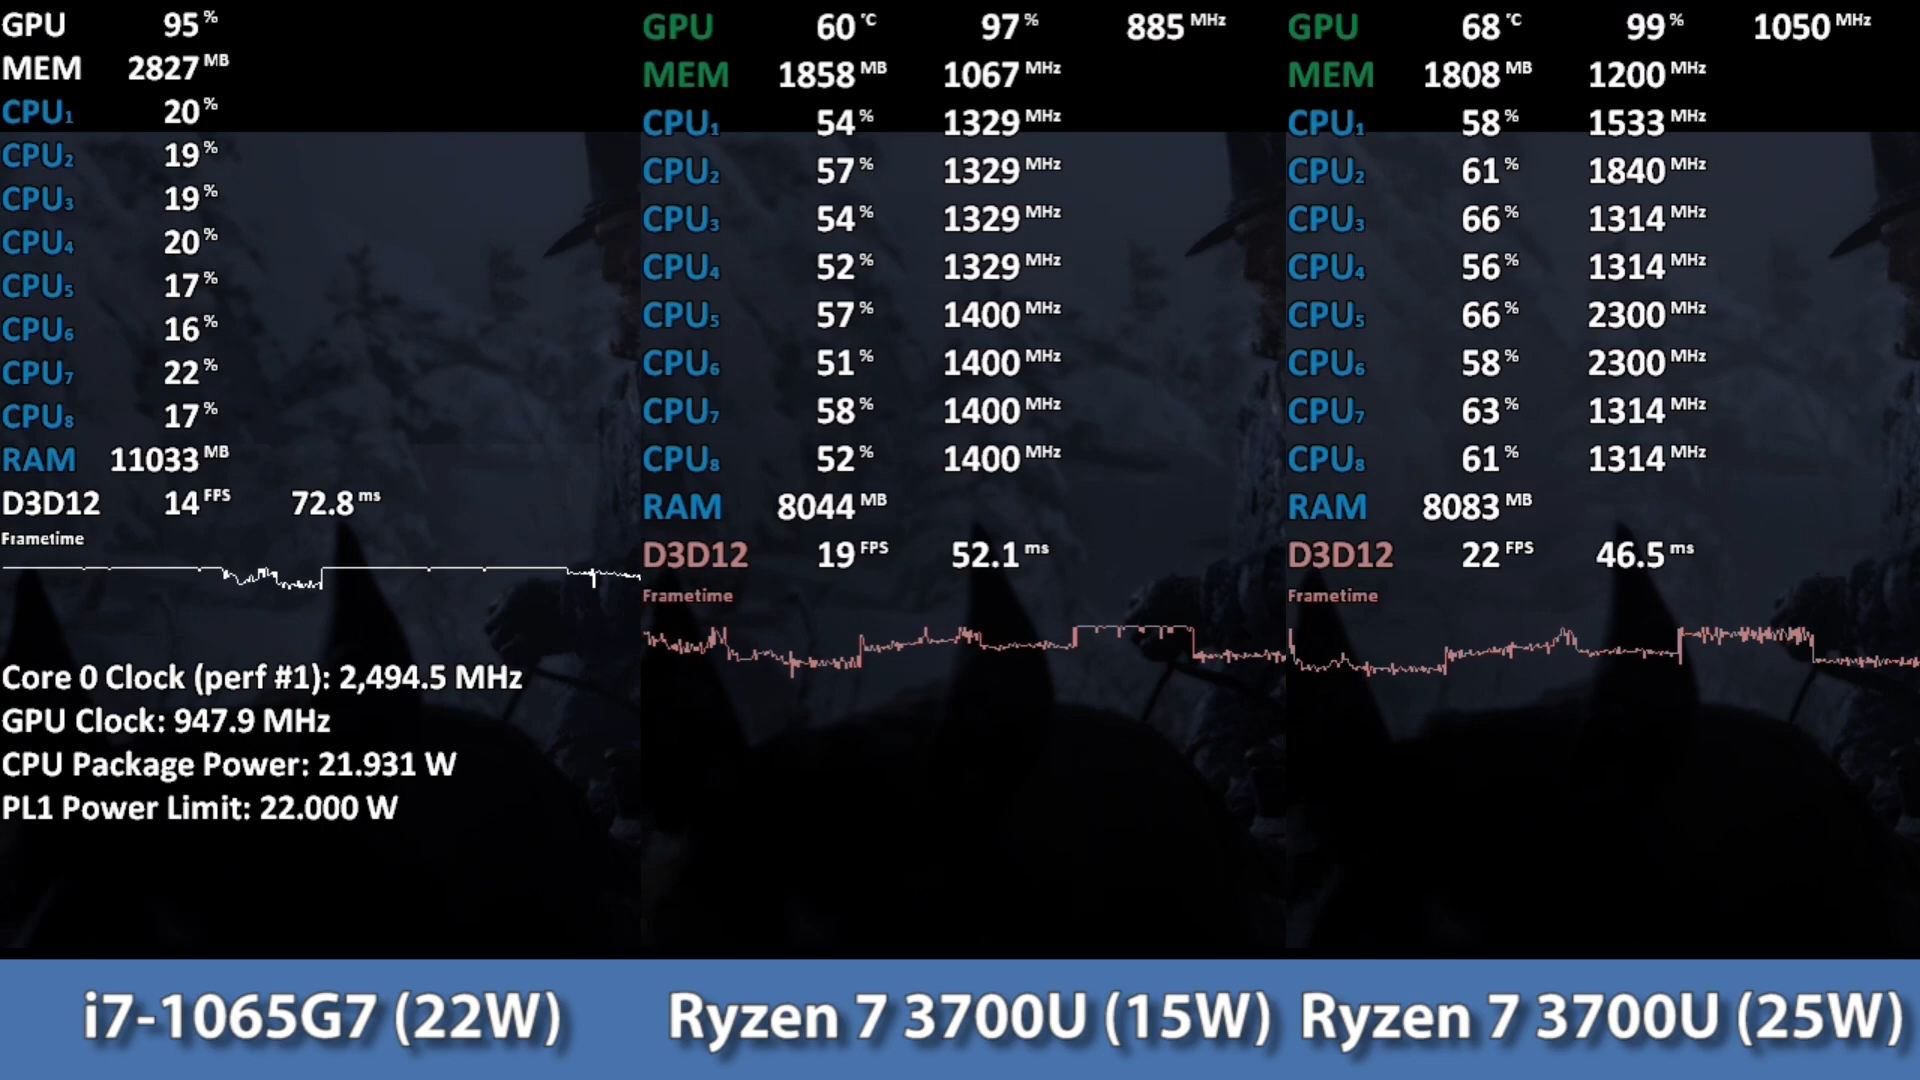 GPU 95 %
MEM 2827 MB
CPU1 20 %
CPU2 19 %
CPU3 19 %
CPU4 20 %
CPU5 17 %
CPU6 16 %
CPU7 22 %
CPU8 17 %
RAM 11033 MB
D3D12 14 FPS 72.8 ms
Frametime
Core 0 Clock (perf #1): 2,494.5 MHz
GPU Clock: 947.9 MHz
CPU Package Power: 21.931 W
PL1 Power Limit: 22.000 W
i7-1065G7 (22W)
GPU 60 °C 97 % 885 MHz
MEM 1858 MB 1067 MHz
CPU1 54 % 1329 MHz
CPU2 57 % 1329 MHz
CPU3 54 % 1329 MHz
CPU4 52 % 1329 MHz
CPU5 57 % 1400 MHz
CPU6 51 % 1400 MHz
CPU7 58 % 1400 MHz
CPU8 52 % 1400 MHz
RAM 8044 MB
D3D12 19 FPS 52.1 ms
Frametime
Ryzen 7 3700U (15W)
GPU 68 °C 99 % 1050 MHz
MEM 1808 MB 1200 MHz
CPU1 58 % 1533 MHz
CPU2 61 % 1840 MHz
CPU3 66 % 1314 MHz
CPU4 56 % 1314 MHz
CPU5 66 % 2300 MHz
CPU6 58 % 2300 MHz
CPU7 63 % 1314 MHz
CPU8 61 % 1314 MHz
RAM 8083 MB
D3D12 22 FPS 46.5 ms
Frametime
Ryzen 7 3700U (25W)